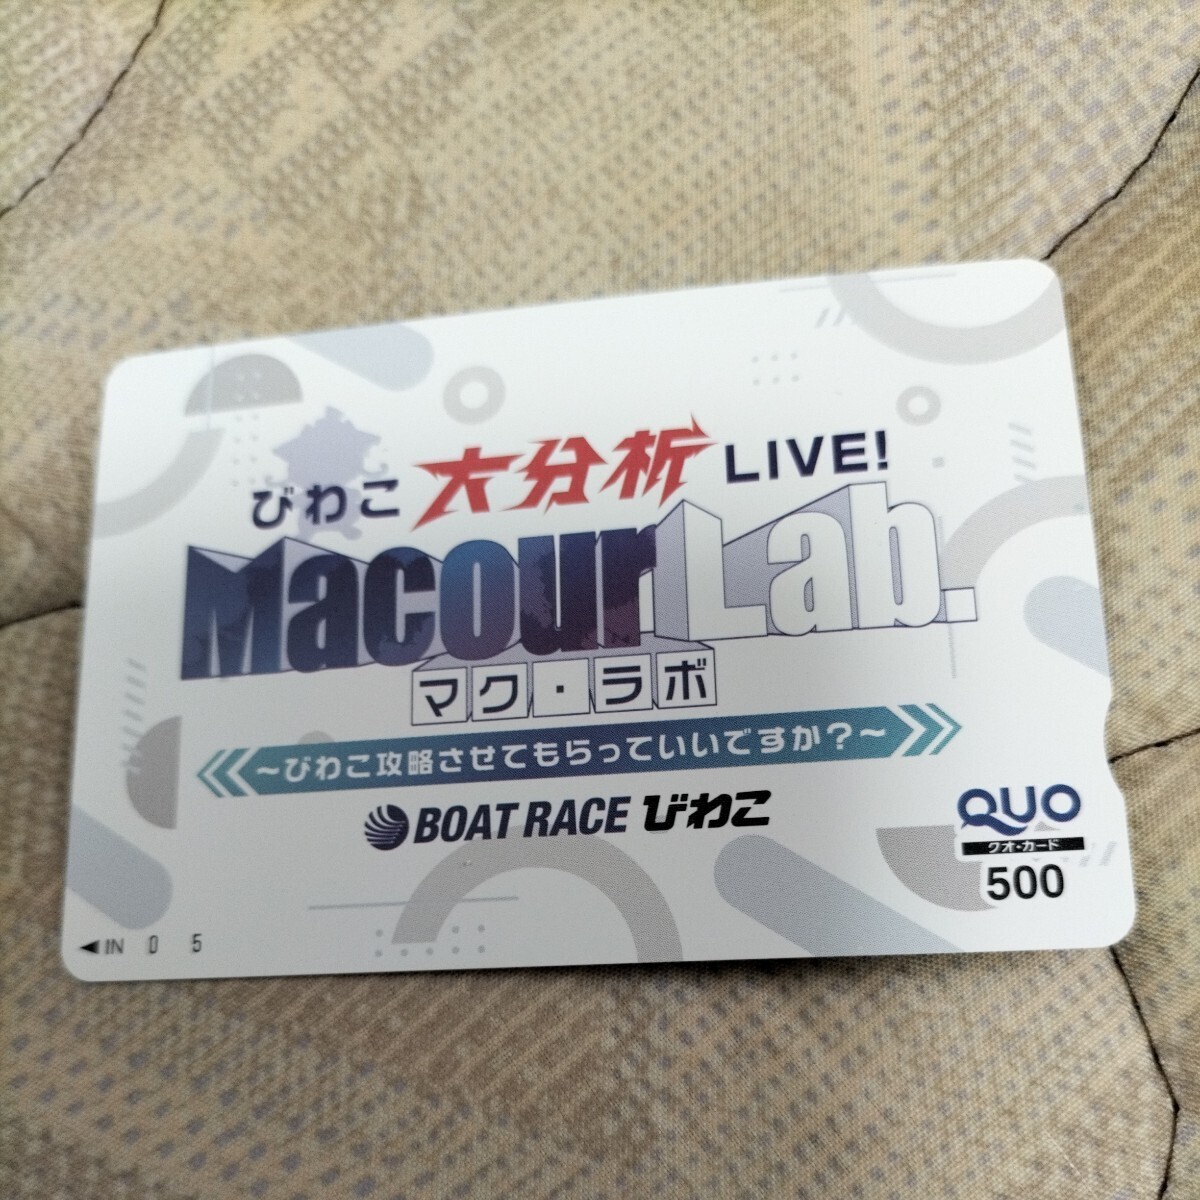 びわこ 大分析 LIVE!
Macour Lab.
マク・ラボ
~びわこ攻略させてもらっていいですか?~
BOAT RACE びわこ
QUO
クオ・カード
500
◀IN 0 5